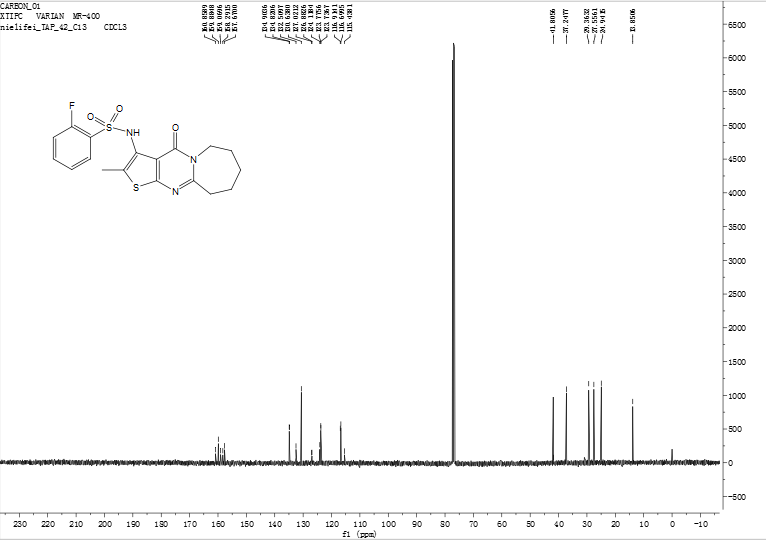 CARBON_01
XTIFC VARIAN MR-400
nielifei_TAP_42_C13 CDCL3
41.8056
37.2477
29.3632
27.5561
24.9415
13.8506
F
O
O
S
NH
O
N
S
N
6500
6000
5500
5000
4500
4000
3500
3000
2500
2000
1500
1000
500
0
-500
230 220 210 200 190 180 170 160 150 140 130 120 110 100 90 80 70 60 50 40 30 20 10 0 -10
f1 (ppm)